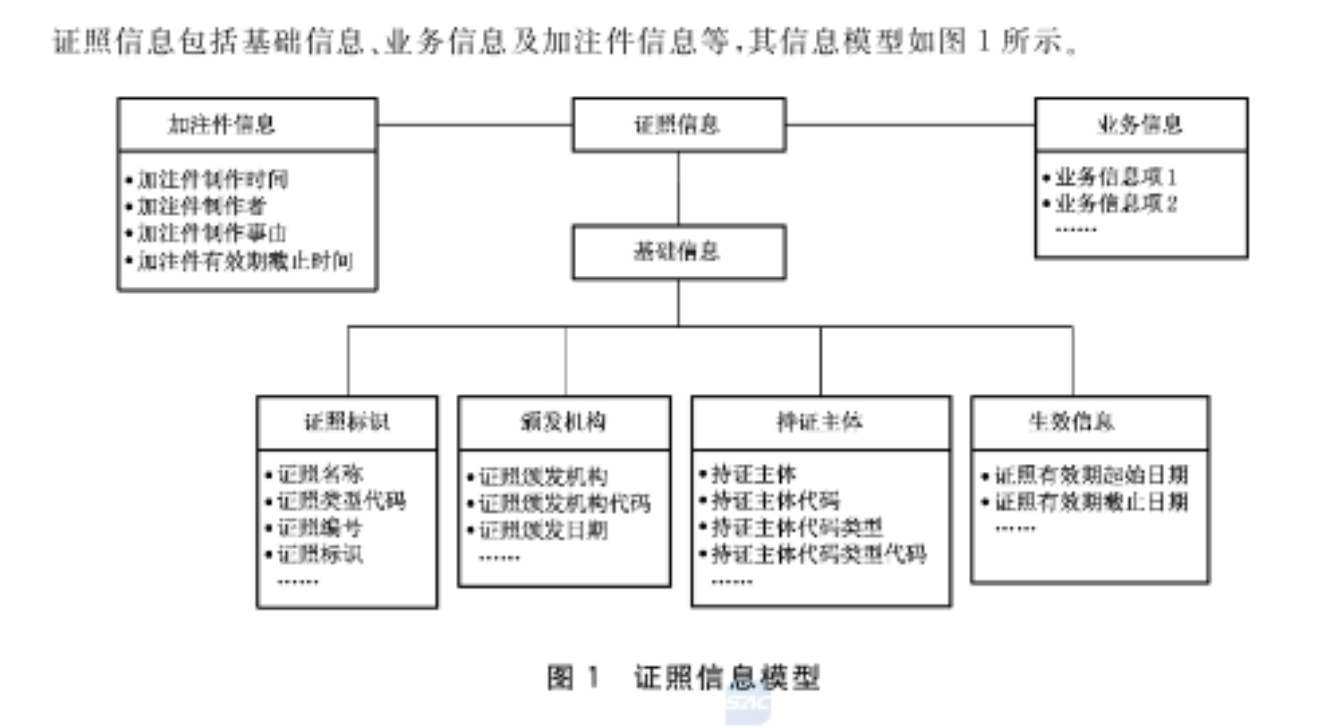 证照信息包括基础信息、业务信息及加注件信息等,其信息模型如图1所示。
加注件信息
• 加注件制作时间
• 加注件制作者
• 加注件制作事由
• 加注件有效期截止时间
证照信息
业务信息
• 业务信息项1
• 业务信息项2
……
基础信息
证照标识
• 证照名称
• 证照类型代码
• 证照编号
• 证照标识
……
颁发机构
• 证照颁发机构
• 证照颁发机构代码
• 证照颁发日期
……
持证主体
• 持证主体
• 持证主体代码
• 持证主体代码类型
• 持证主体代码类型代码
……
生效信息
• 证照有效期起始日期
• 证照有效期截止日期
……
图1 证照信息模型
SAC